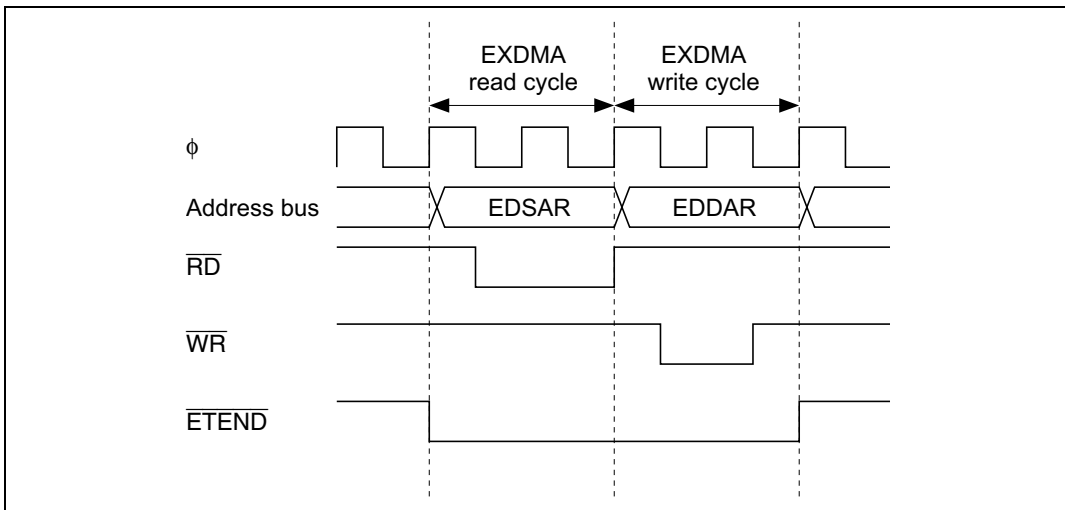 EXDMA
read cycle
EXDMA
write cycle
ϕ
Address bus
EDSAR
EDDAR
RD
WR
ETEND